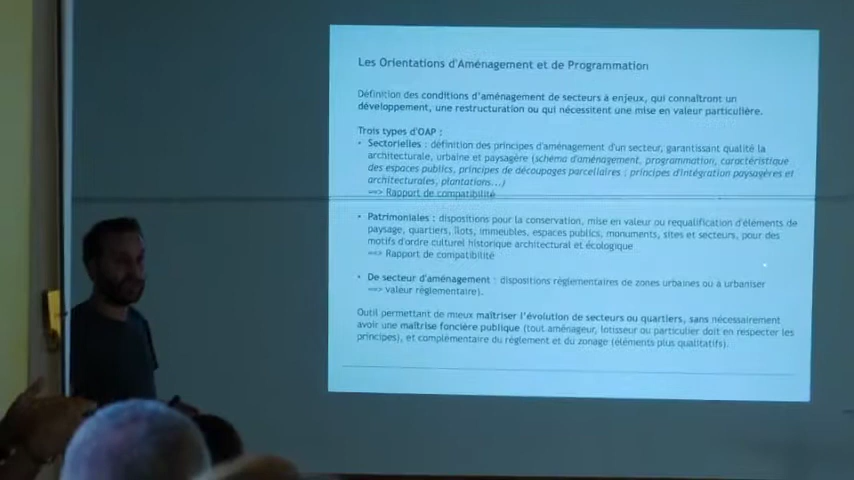 Les Orientations d'Aménagement et de Programmation
Définition des conditions d'aménagement de secteurs à enjeux, qui connaîtront un
développement, une restructuration ou qui nécessitent une mise en valeur particulière.
Trois types d'OAP :
• Sectorielles : définition des principes d'aménagement d'un secteur, garantissant qualité la
architecturale, urbaine et paysagère (schéma d'aménagement, programmation, caractéristique
des espaces publics, principes de découpages parcellaires ; principes d'intégration paysagères et
architecturales, plantations...)
=> Rapport de compatibilité
• Patrimoniales : dispositions pour la conservation, mise en valeur ou requalification d'éléments de
paysage, quartiers, îlots, immeubles, espaces publics, monuments, sites et secteurs, pour des
motifs d'ordre culturel historique architectural et écologique
=> Rapport de compatibilité
• De secteur d'aménagement : dispositions règlementaires de zones urbaines ou à urbaniser
=> valeur règlementaire).
Outil permettant de mieux maîtriser l'évolution de secteurs ou quartiers, sans nécessairement
avoir une maîtrise foncière publique (tout aménageur, lotisseur ou particulier doit en respecter les
principes), et complémentaire du règlement et du zonage (éléments plus qualitatifs).